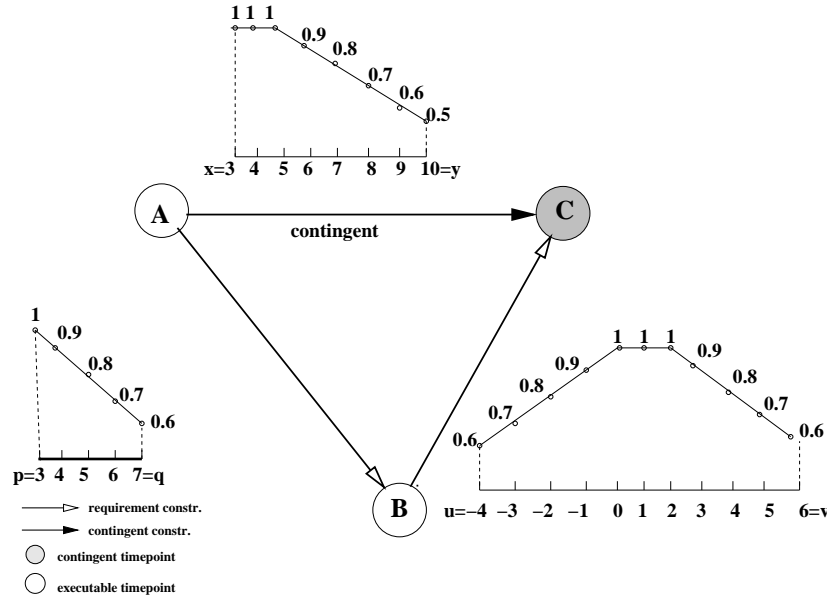 1 1 1
0.9
0.8
0.7
0.6
0.5
x=3 4 5 6 7 8 9 10=y
A
C
contingent
1
0.9
0.8
0.7
0.6
p=3 4 5 6 7=q
1 1 1
0.9
0.9
0.8
0.8
0.7
0.7
0.6
0.6
B
u=−4 −3 −2 −1 0 1 2 3 4 5 6=v
requirement constr.
contingent constr.
contingent timepoint
executable timepoint